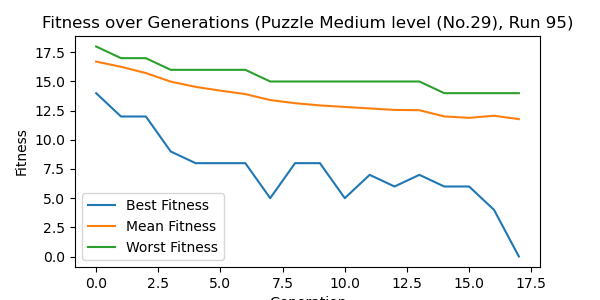 Fitness over Generations (Puzzle Medium level (No.29), Run 95)
17.5
15.0
12.5
10.0
7.5
5.0
2.5
0.0
Fitness
Best Fitness
Mean Fitness
Worst Fitness
0.0 2.5 5.0 7.5 10.0 12.5 15.0 17.5
Generation